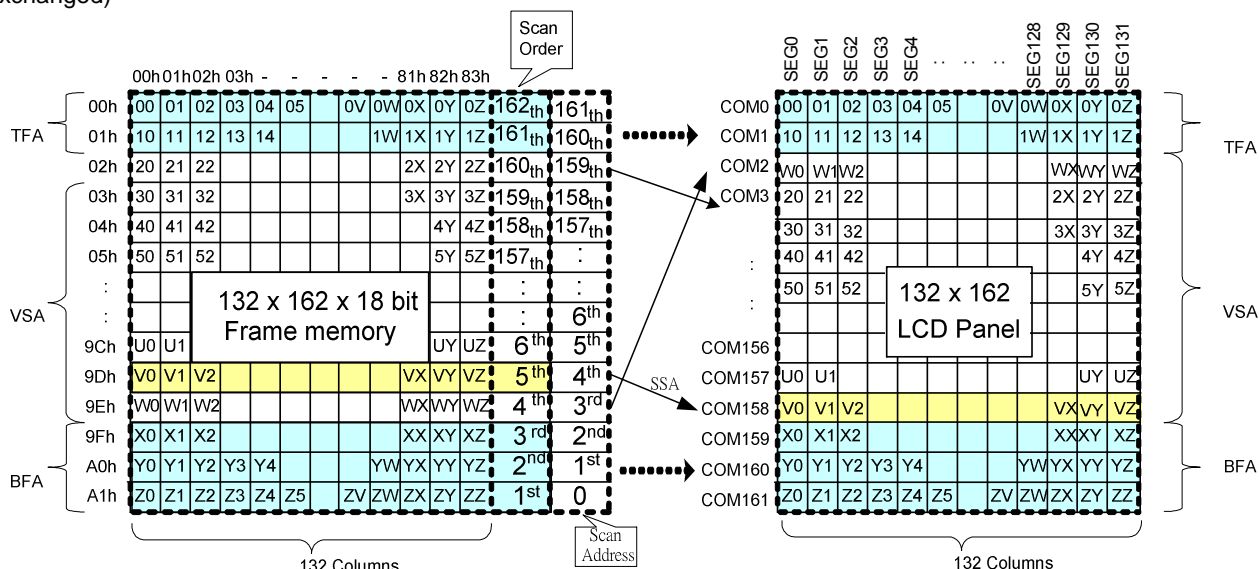 xchanged)
Scan
Order
00h 01h 02h 03h - - - - - 81h 82h 83h
SEG0 SEG1 SEG2 SEG3 SEG4 .. .. SEG128 SEG129 SEG130 SEG131
00h 00 01 02 03 04 05 0V 0W 0X 0Y 0Z 162th 161th
01h 10 11 12 13 14 1W 1X 1Y 1Z 161th 160th
02h 20 21 22 2X 2Y 2Z 160th 159th
03h 30 31 32 3X 3Y 3Z 159th 158th
04h 40 41 42 4Y 4Z 158th 157th
05h 50 51 52 5Y 5Z 157th :
: : :
: : 6th
9Ch U0 U1 UY UZ 6th 5th
9Dh V0 V1 V2 VX VY VZ 5th 4th
9Eh W0 W1 W2 WX WY WZ 4th 3rd
9Fh X0 X1 X2 XX XY XZ 3rd 2nd
A0h Y0 Y1 Y2 Y3 Y4 YW YX YY YZ 2nd 1st
A1h Z0 Z1 Z2 Z3 Z4 Z5 ZV ZW ZX ZY ZZ 1st 0
TFA
VSA
BFA
132 x 162 x 18 bit
Frame memory
132 Columns
Scan
Address
SSA
COM0 00 01 02 03 04 05 0V 0W 0X 0Y 0Z
COM1 10 11 12 13 14 1W 1X 1Y 1Z
COM2 W0 W1 W2 WX WY WZ
COM3 20 21 22 2X 2Y 2Z
30 31 32 3X 3Y 3Z
: 40 41 42 4Y 4Z
: 50 51 52 5Y 5Z
COM156
COM157 U0 U1 UY UZ
COM158 V0 V1 V2 VX VY VZ
COM159 X0 X1 X2 XX XY XZ
COM160 Y0 Y1 Y2 Y3 Y4 YW YX YY YZ
COM161 Z0 Z1 Z2 Z3 Z4 Z5 ZV ZW ZX ZY ZZ
132 x 162
LCD Panel
TFA
VSA
BFA
132 Columns